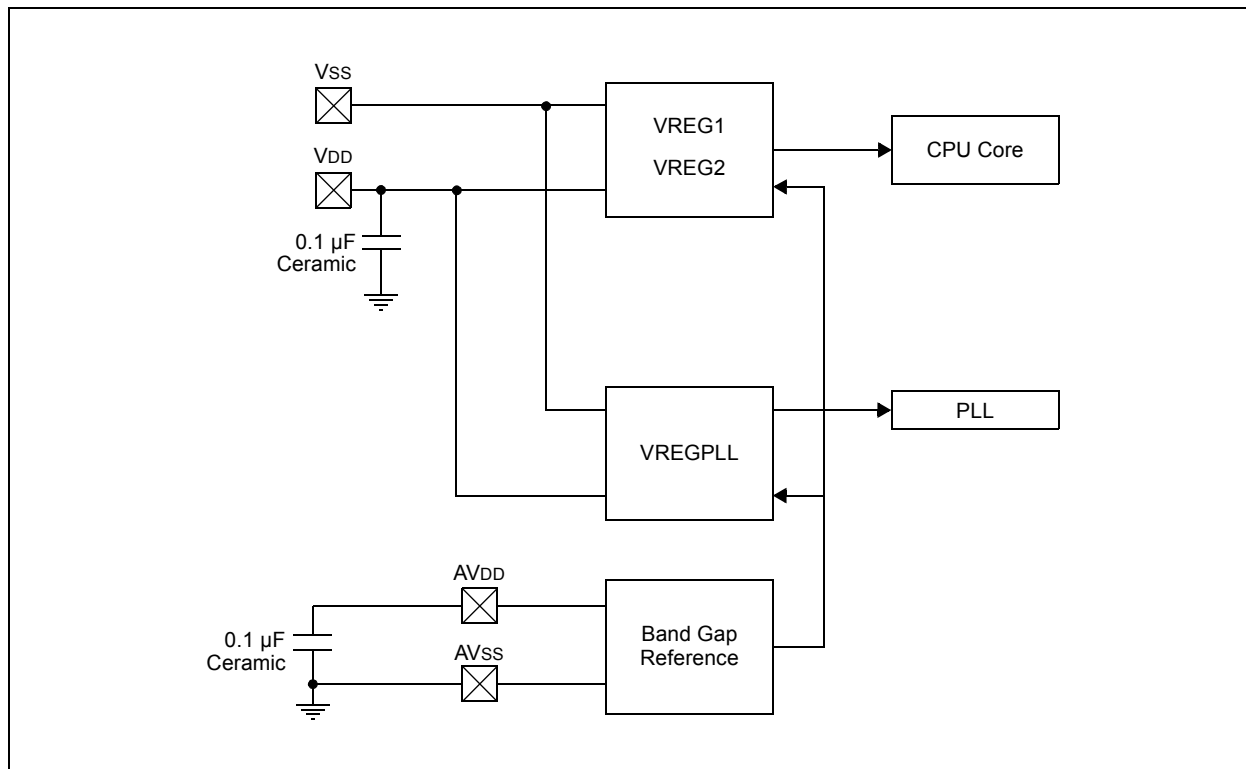 VSS
VREG1
CPU Core
VDD
VREG2
0.1 µF
Ceramic
PLL
VREGPLL
AVDD
0.1 µF
Ceramic
Band Gap
Reference
AVSS